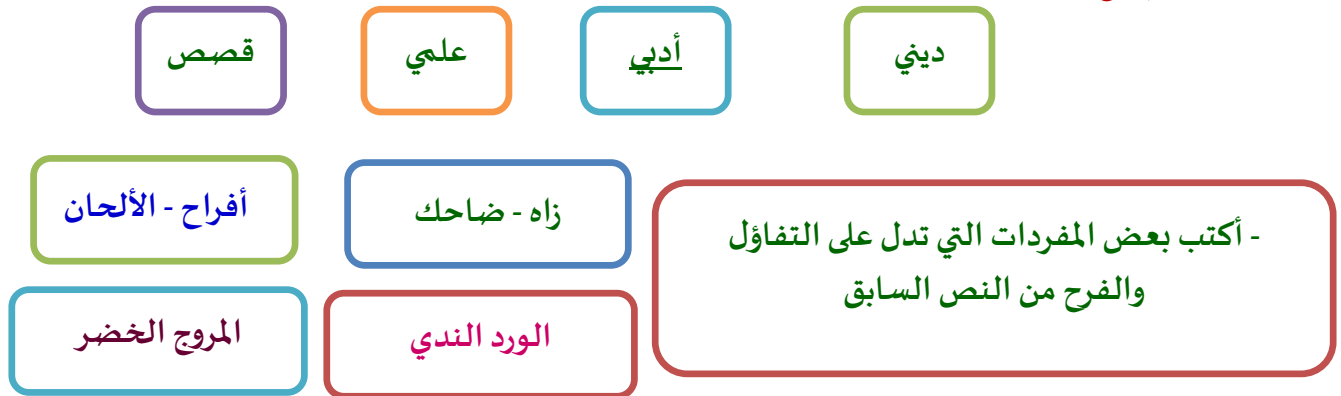 ديني أدبي علمي قصص
- أكتب بعض المفردات التي تدل على التفاؤل
والفرح من النص السابق
زاه - ضاحك
أفراح - الألحان
الورد الندي
المروج الخضر